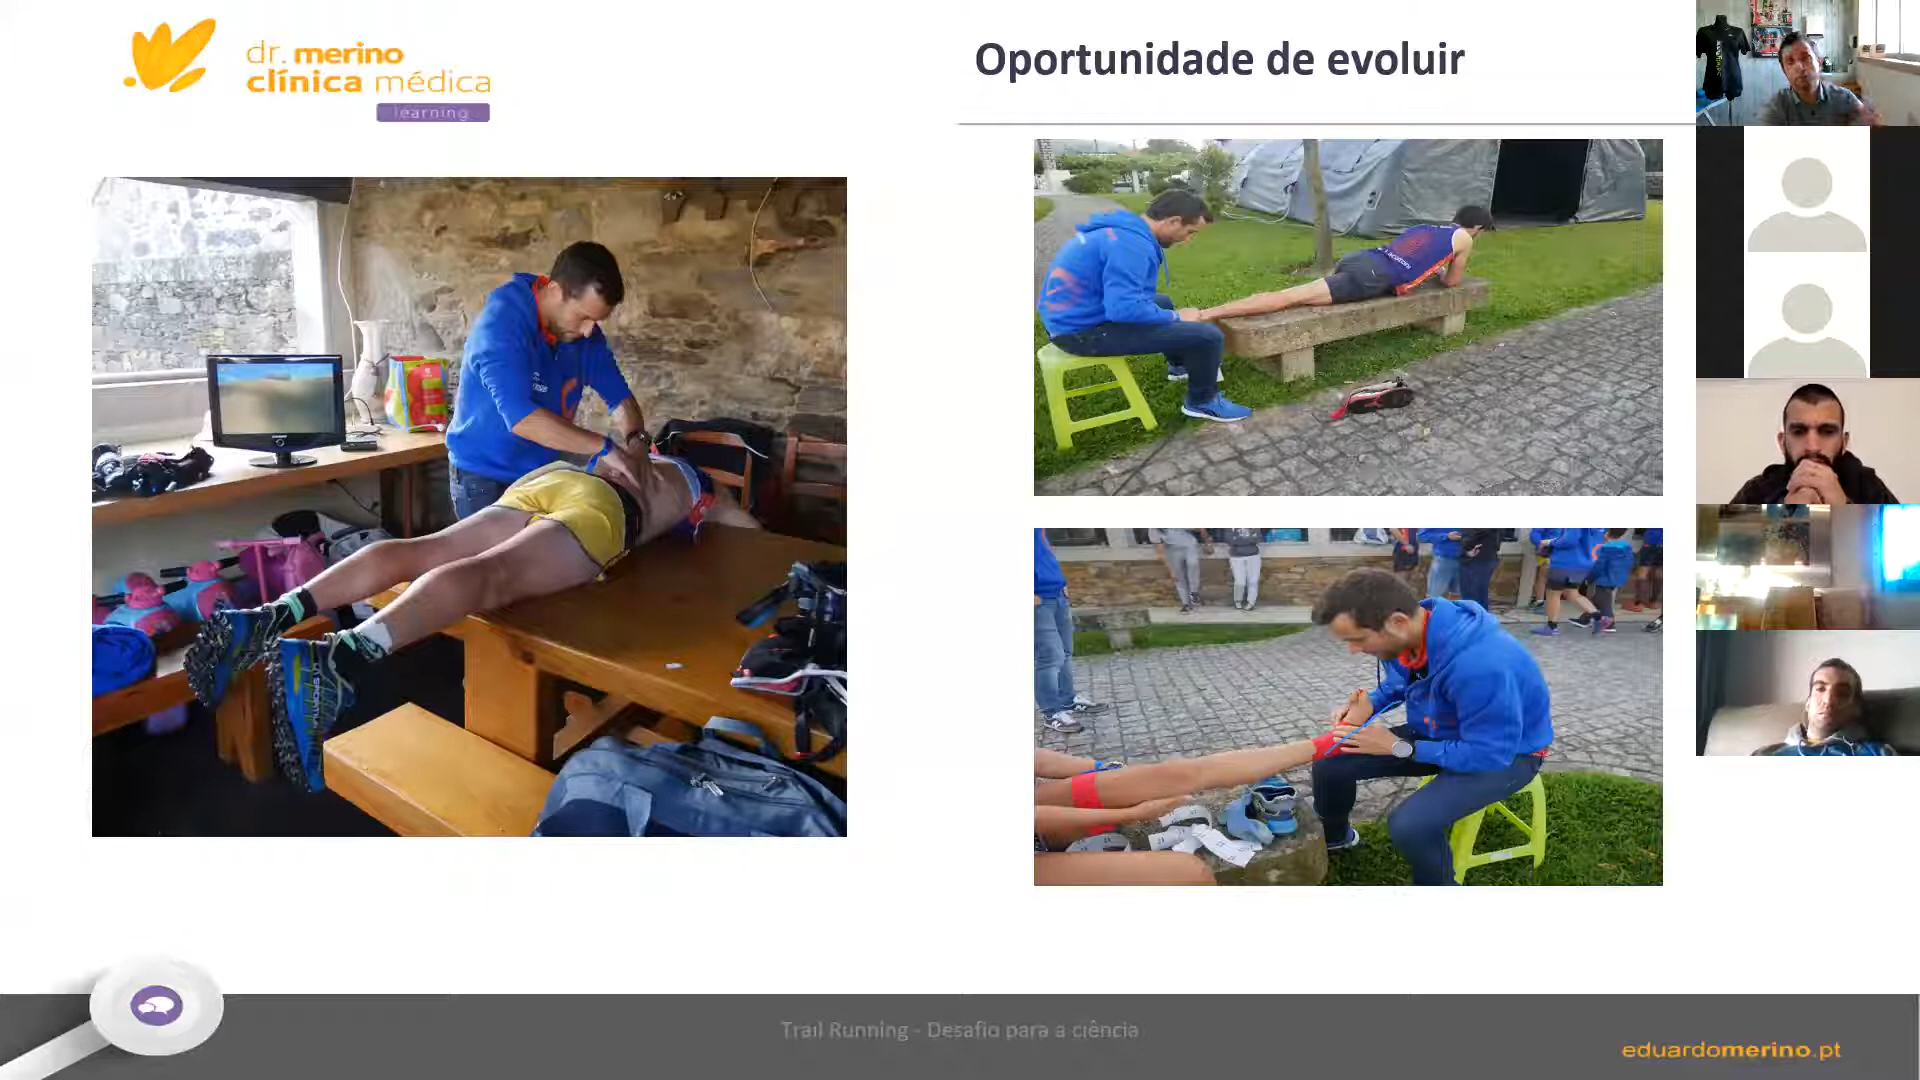 dr. merino
clínica médica
learning
Oportunidade de evoluir
Trail Running - Desafio para a ciência
eduardomerino.pt